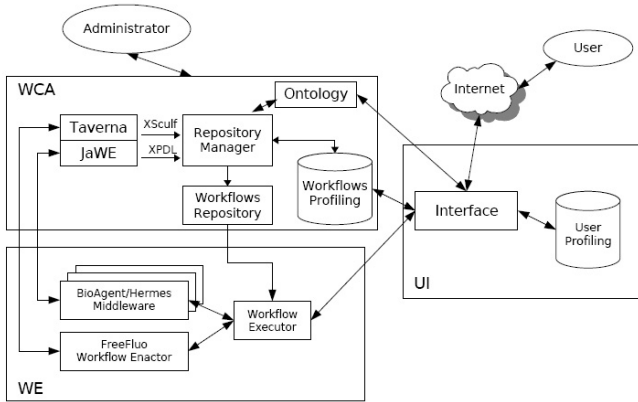 Administrator
User
Internet
WCA
Ontology
Taverna
XSculf
JaWE
XPDL
Repository
Manager
Workflows
Profiling
Workflows
Repository
Interface
User
Profiling
UI
BioAgent/Hermes
Middleware
Workflow
Executor
FreeFluo
Workflow Enactor
WE